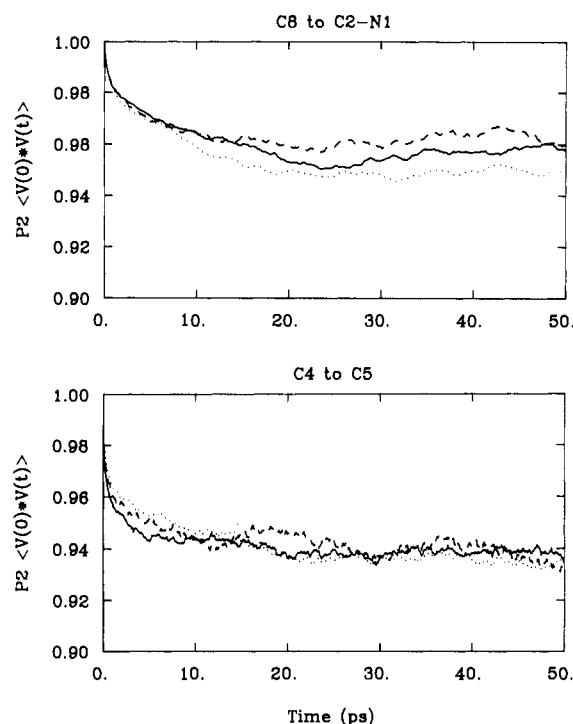 C8 to C2-N1
1.00
0.98
0.96
0.94
0.92
0.90
P2 <V(0)*V(t)>
0. 10. 20. 30. 40. 50.
C4 to C5
1.00
0.98
0.96
0.94
0.92
0.90
P2 <V(0)*V(t)>
0. 10. 20. 30. 40. 50.
Time (ps)